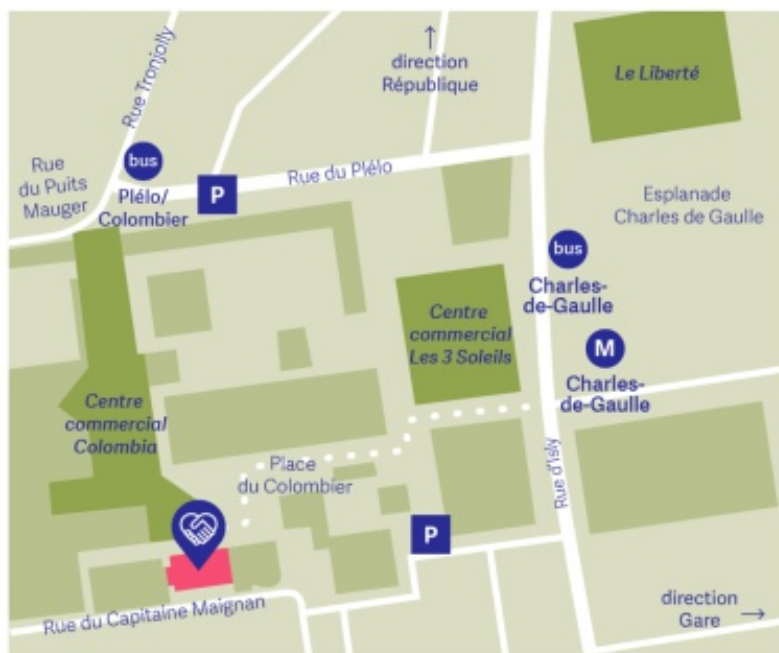 Rue Tronjolly
direction
République
Le Liberté
bus
Rue
du Puits
Mauger
Plélo/
Colombier
P
Rue du Plélo
Esplanade
Charles de Gaulle
bus
Charles-
de-Gaulle
Centre
commercial
Les 3 Soleils
M
Charles-
de-Gaulle
Centre
commercial
Colombia
Place
du Colombier
Rue d'Isly
P
Rue du Capitaine Maignan
direction
Gare